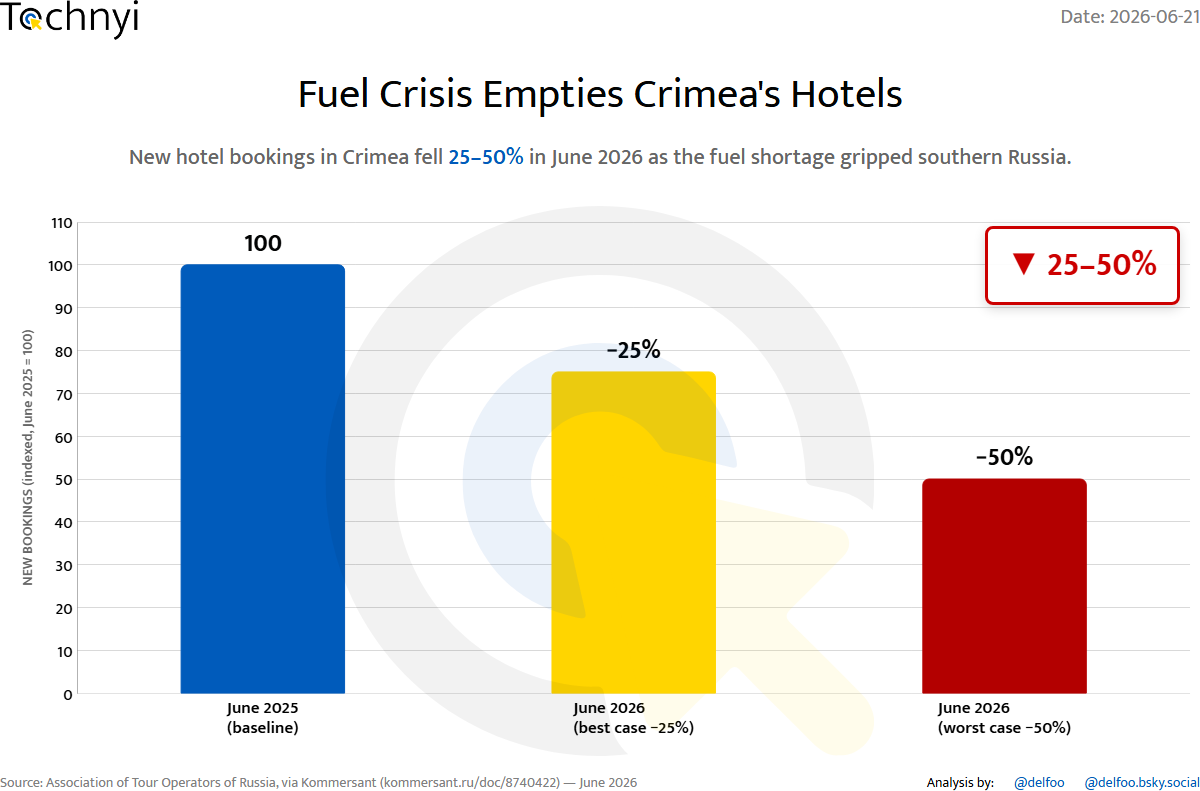 Tochnyi
Date: 2026-06-21
Fuel Crisis Empties Crimea's Hotels
New hotel bookings in Crimea fell 25–50% in June 2026 as the fuel shortage gripped southern Russia.
NEW BOOKINGS (indexed, June 2025 = 100)
110
100
90
80
70
60
50
40
30
20
10
0
100
−25%
−50%
▼ 25–50%
June 2025
(baseline)
June 2026
(best case −25%)
June 2026
(worst case −50%)
Source: Association of Tour Operators of Russia, via Kommersant (kommersant.ru/doc/8740422) — June 2026
Analysis by: @delfoo @delfoo.bsky.social